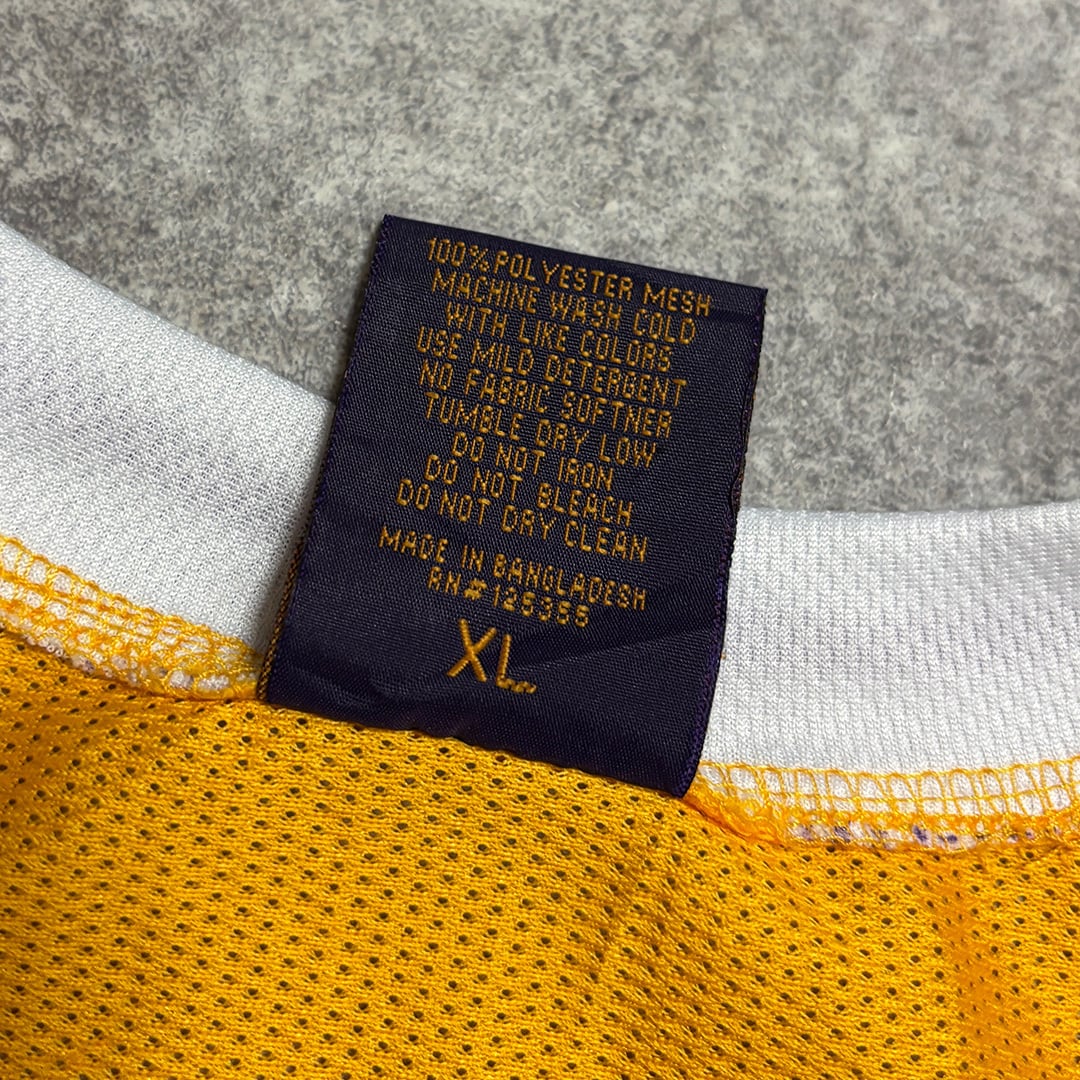 100% POLYESTER MESH
MACHINE WASH COLD
WITH LIKE COLORS
USE MILD DETERGENT
NO FABRIC SOFTNER
TUMBLE DRY LOW
DO NOT IRON
DO NOT BLEACH
DO NOT DRY CLEAN
MADE IN BANGLADESH
RN#125355
XL